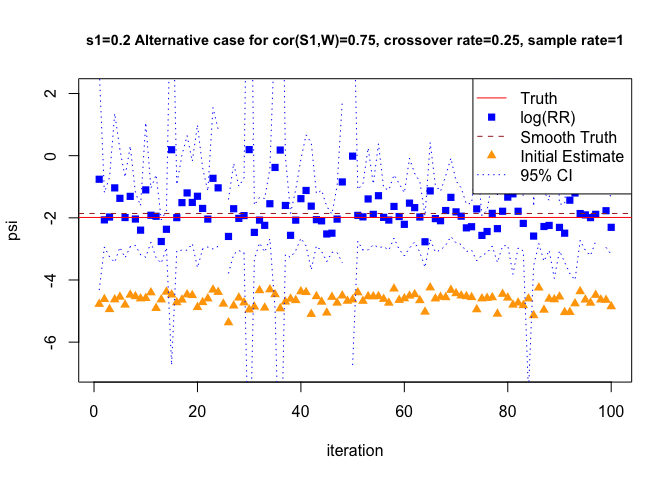 s1=0.2 Alternative case for cor(S1,W)=0.75, crossover rate=0.25, sample rate=1
Truth
log(RR)
Smooth Truth
Initial Estimate
95% CI
psi
2
0
-2
-4
-6
0
20
40
60
80
100
iteration